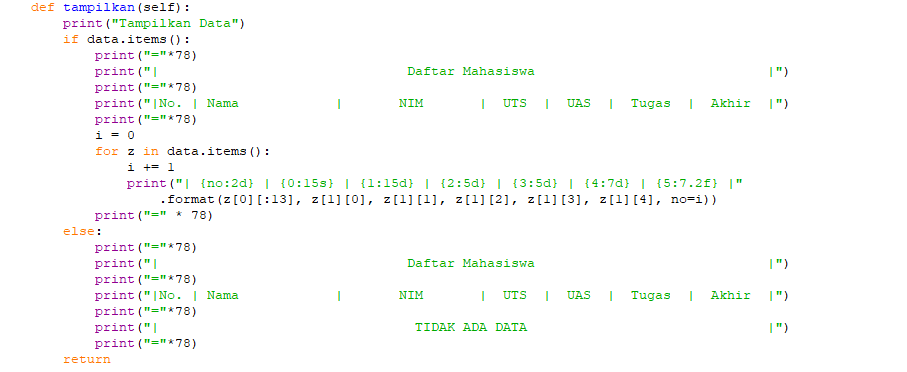 def tampilkan(self):
    print("Tampilkan Data")
    if data.items():
        print("="*78)
        print("|                               Daftar Mahasiswa                             |")
        print("="*78)
        print("|No. | Nama            |       NIM       |  UTS  |  UAS  |  Tugas  |  Akhir  |")
        print("="*78)
        i = 0
        for z in data.items():
            i += 1
            print("| {no:2d} | {0:15s} | {1:15d} | {2:5d} | {3:5d} | {4:7d} | {5:7.2f} |"
                .format(z[0][:13], z[1][0], z[1][1], z[1][2], z[1][3], z[1][4], no=i))
        print("=" * 78)
    else:
        print("="*78)
        print("|                               Daftar Mahasiswa                             |")
        print("="*78)
        print("|No. | Nama            |       NIM       |  UTS  |  UAS  |  Tugas  |  Akhir  |")
        print("="*78)
        print("|                                TIDAK ADA DATA                              |")
        print("="*78)
    return